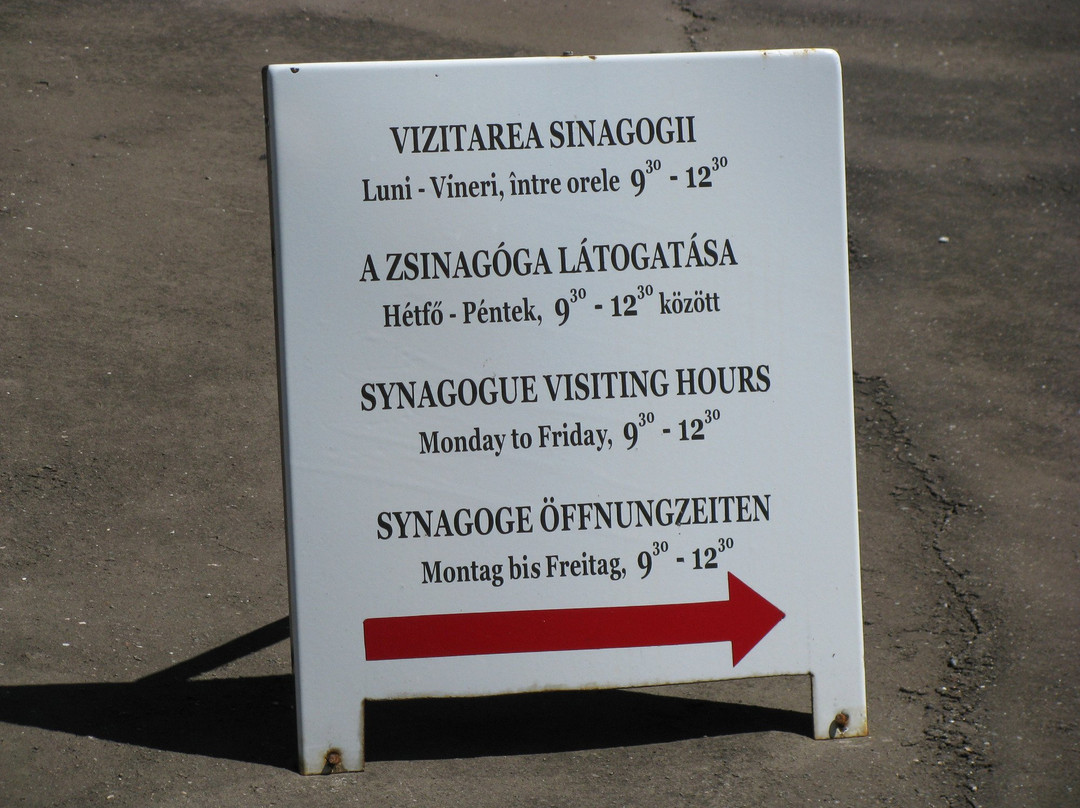 VIZITAREA SINAGOGII
Luni - Vineri, între orele 9³⁰ - 12³⁰
A ZSINAGÓGA LÁTOGATÁSA
Hétfő - Péntek, 9³⁰ - 12³⁰ között
SYNAGOGUE VISITING HOURS
Monday to Friday, 9³⁰ - 12³⁰
SYNAGOGE ÖFFNUNGZEITEN
Montag bis Freitag, 9³⁰ - 12³⁰